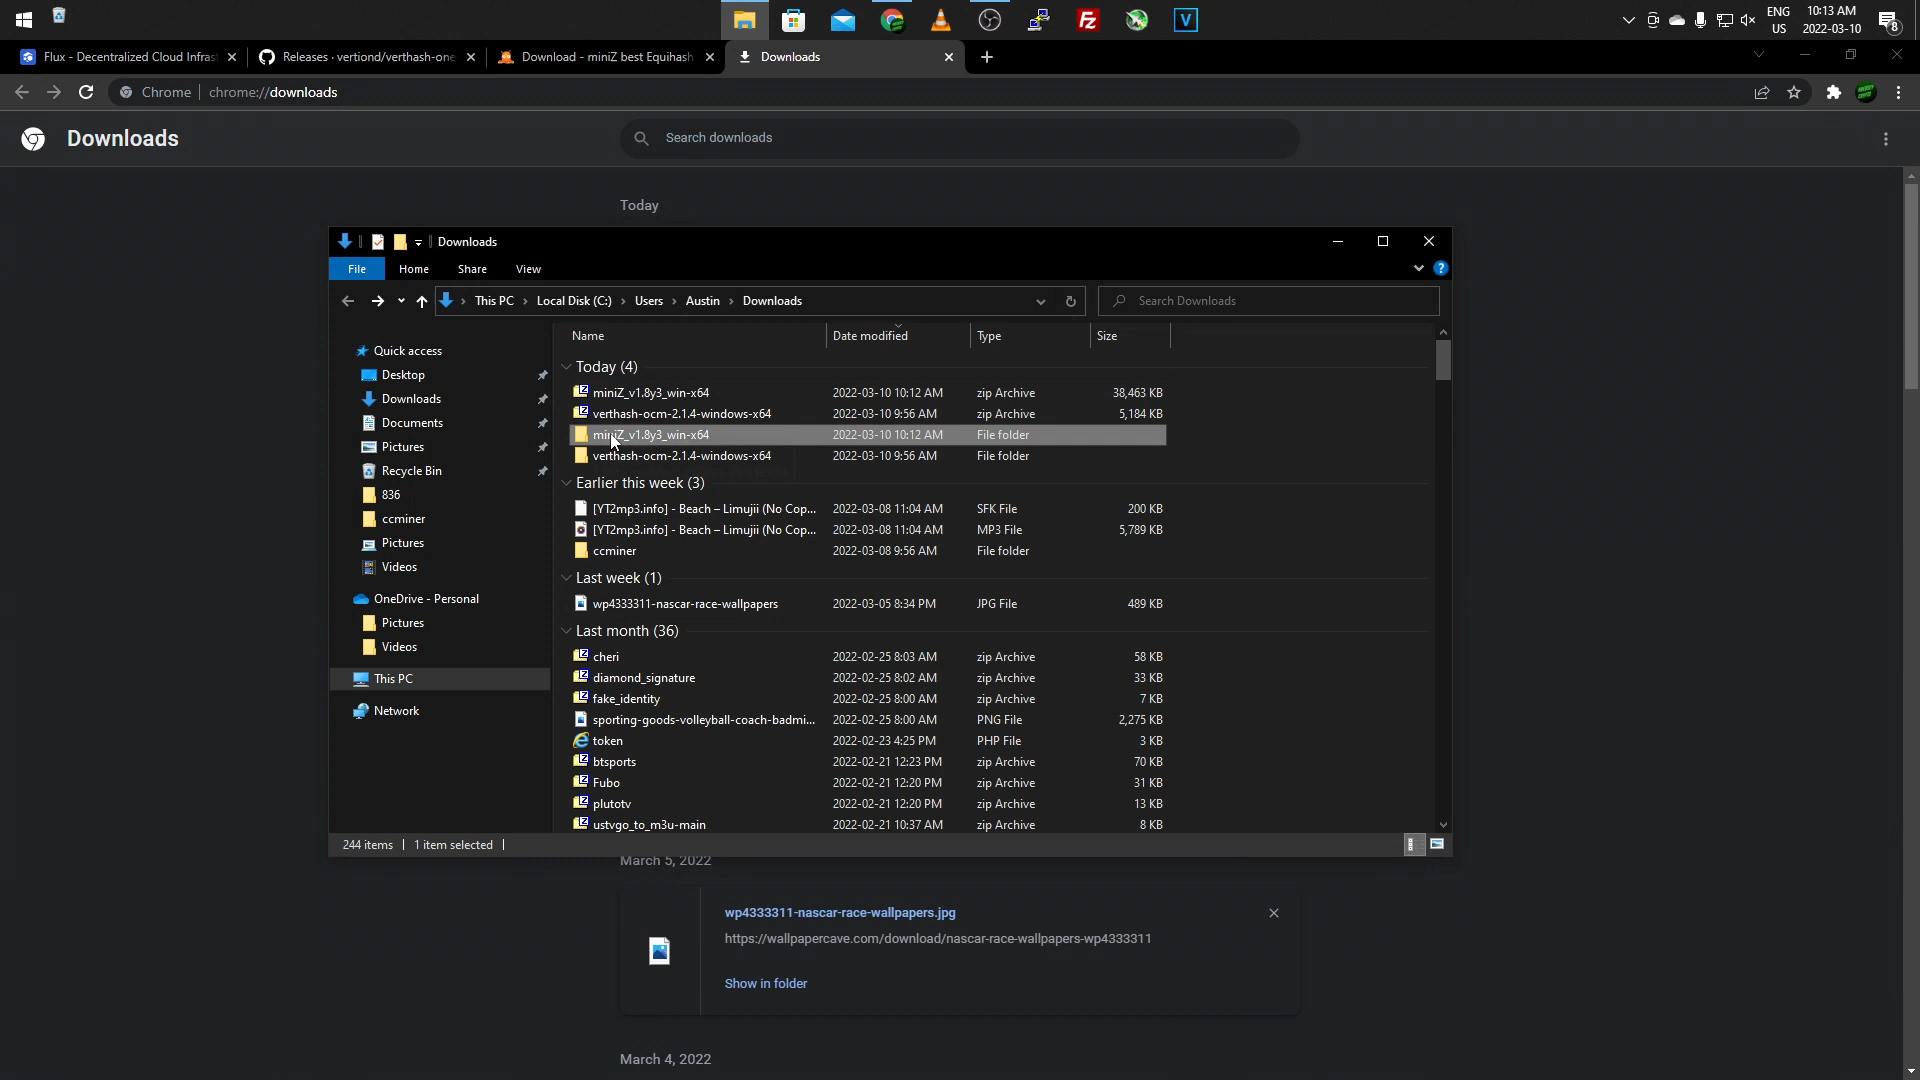 ENG
US
10:13 AM
2022-03-10
8
Flux - Decentralized Cloud Infrast
Releases · vertiond/verthash-one
Download - miniZ best Equihash
Downloads
Chrome
chrome://downloads
Downloads
Search downloads
Today
Downloads
File
Home
Share
View
This PC
Local Disk (C:)
Users
Austin
Downloads
Search Downloads
Name
Date modified
Type
Size
Quick access
Desktop
Downloads
Documents
Pictures
Recycle Bin
836
ccminer
Pictures
Videos
OneDrive - Personal
Pictures
Videos
This PC
Network
Today (4)
miniZ_v1.8y3_win-x64 2022-03-10 10:12 AM zip Archive 38,463 KB
verthash-ocm-2.1.4-windows-x64 2022-03-10 9:56 AM zip Archive 5,184 KB
miniZ_v1.8y3_win-x64 2022-03-10 10:12 AM File folder
verthash-ocm-2.1.4-windows-x64 2022-03-10 9:56 AM File folder
Earlier this week (3)
[YT2mp3.info] - Beach – Limujii (No Cop... 2022-03-08 11:04 AM SFK File 200 KB
[YT2mp3.info] - Beach – Limujii (No Cop... 2022-03-08 11:04 AM MP3 File 5,789 KB
ccminer 2022-03-08 9:56 AM File folder
Last week (1)
wp4333311-nascar-race-wallpapers 2022-03-05 8:34 PM JPG File 489 KB
Last month (36)
cheri 2022-02-25 8:03 AM zip Archive 58 KB
diamond_signature 2022-02-25 8:02 AM zip Archive 33 KB
fake_identity 2022-02-25 8:00 AM zip Archive 7 KB
sporting-goods-volleyball-coach-badmi... 2022-02-25 8:00 AM PNG File 2,275 KB
token 2022-02-23 4:25 PM PHP File 3 KB
btsports 2022-02-21 12:23 PM zip Archive 70 KB
Fubo 2022-02-21 12:20 PM zip Archive 31 KB
plutotv 2022-02-21 12:20 PM zip Archive 13 KB
ustvgo_to_m3u-main 2022-02-21 10:37 AM zip Archive 8 KB
244 items
1 item selected
March 5, 2022
wp4333311-nascar-race-wallpapers.jpg
https://wallpapercave.com/download/nascar-race-wallpapers-wp4333311
Show in folder
March 4, 2022